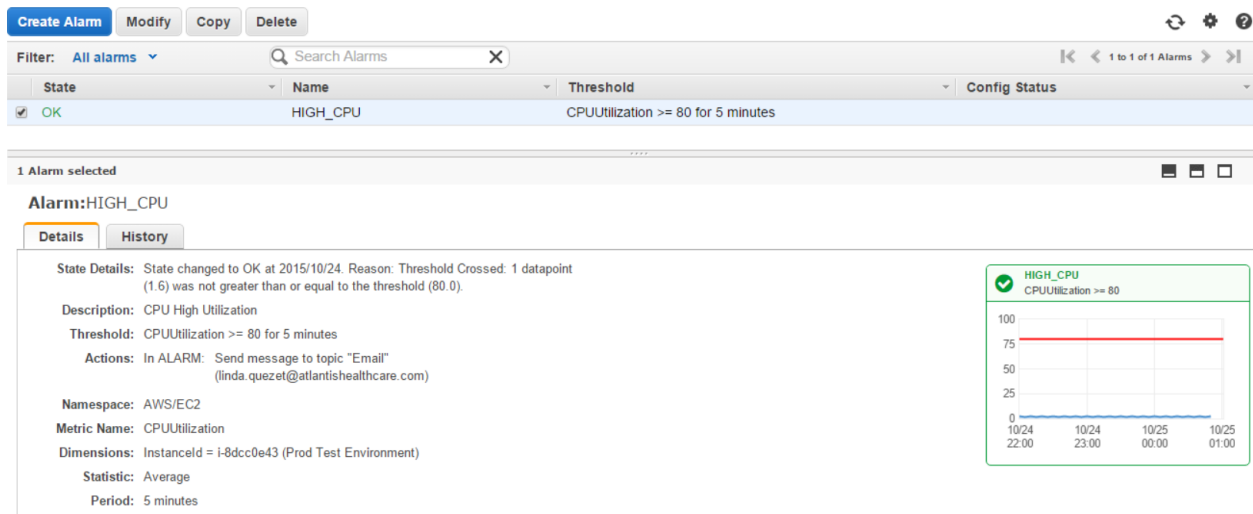 Create Alarm Modify Copy Delete
Filter: All alarms Search Alarms 1 to 1 of 1 Alarms
State Name Threshold Config Status
OK HIGH_CPU CPUUtilization >= 80 for 5 minutes
1 Alarm selected
Alarm:HIGH_CPU
Details History
State Details: State changed to OK at 2015/10/24. Reason: Threshold Crossed: 1 datapoint
(1.6) was not greater than or equal to the threshold (80.0).
Description: CPU High Utilization
Threshold: CPUUtilization >= 80 for 5 minutes
Actions: In ALARM: Send message to topic "Email"
(linda.quezet@atlantishealthcare.com)
Namespace: AWS/EC2
Metric Name: CPUUtilization
Dimensions: InstanceId = i-8dcc0e43 (Prod Test Environment)
Statistic: Average
Period: 5 minutes
HIGH_CPU
CPUUtilization >= 80
100
75
50
25
0
10/24 10/24 10/25 10/25
22:00 23:00 00:00 01:00